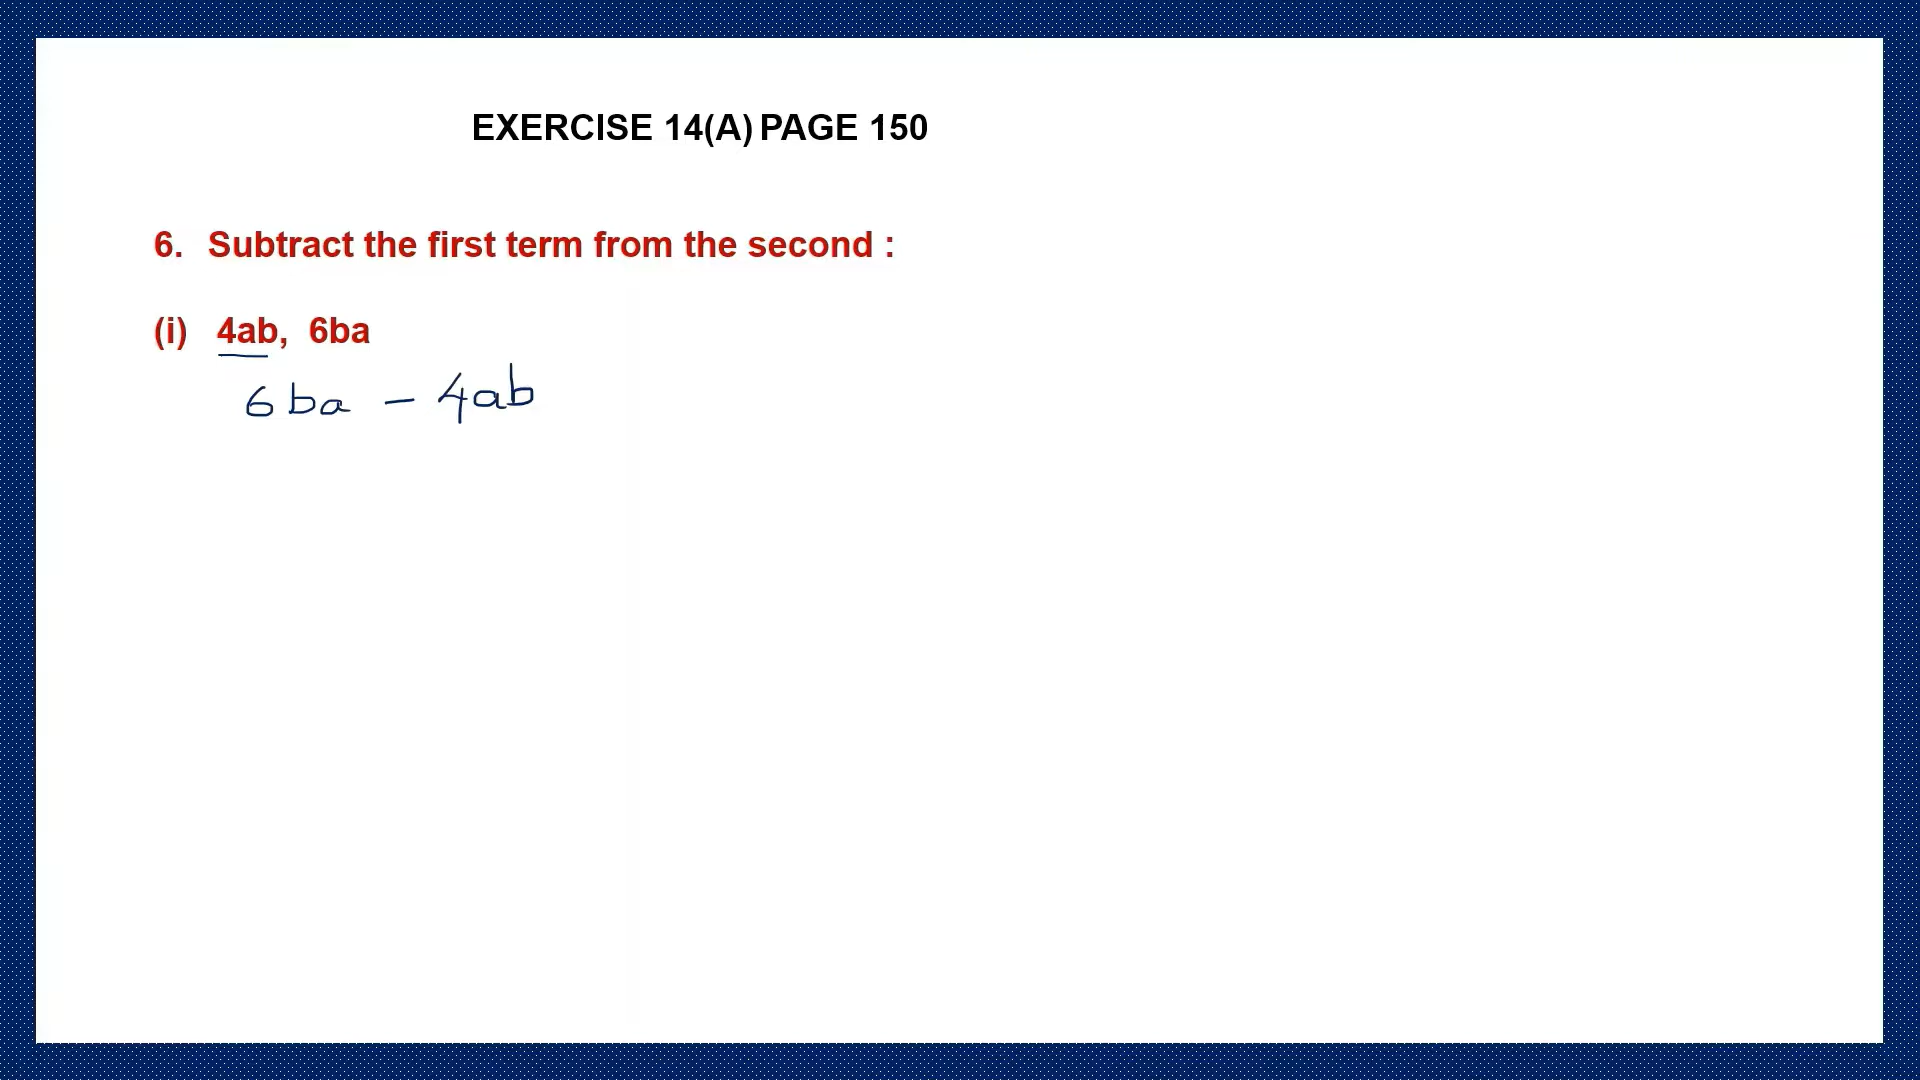 EXERCISE 14(A) PAGE 150
6. Subtract the first term from the second :
(i) 4ab, 6ba
6ba - 4ab